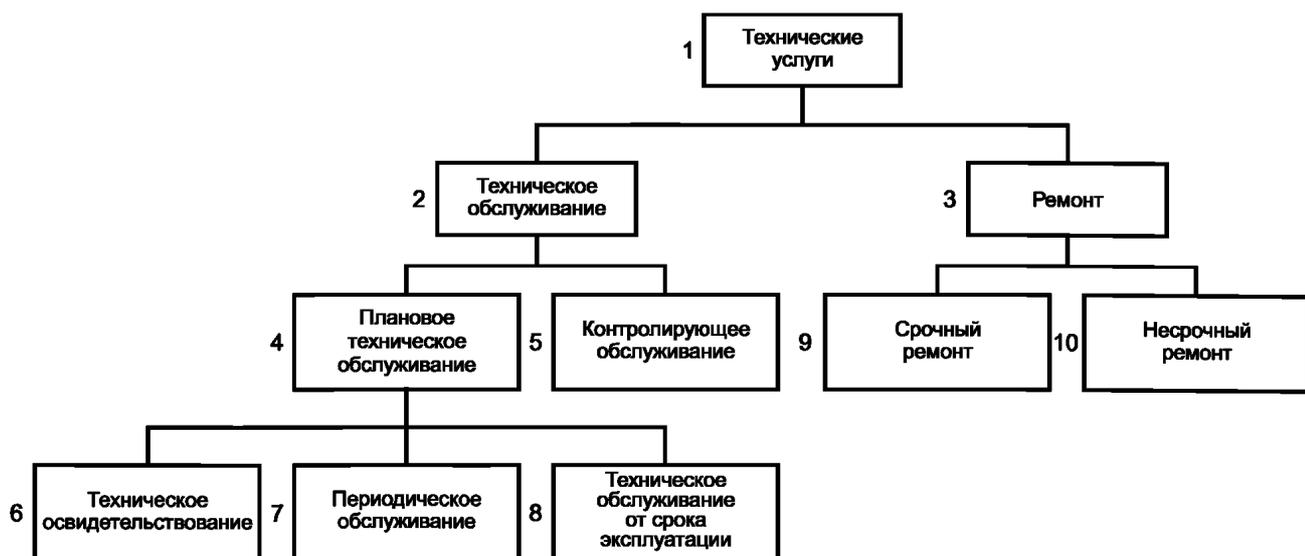 1
Технические
услуги
2
Техническое
обслуживание
3
Ремонт
4
Плановое
техническое
обслуживание
5
Контролирующее
обслуживание
9
Срочный
ремонт
10
Несрочный
ремонт
6
Техническое
освидетельствование
7
Периодическое
обслуживание
8
Техническое
обслуживание
от срока
эксплуатации